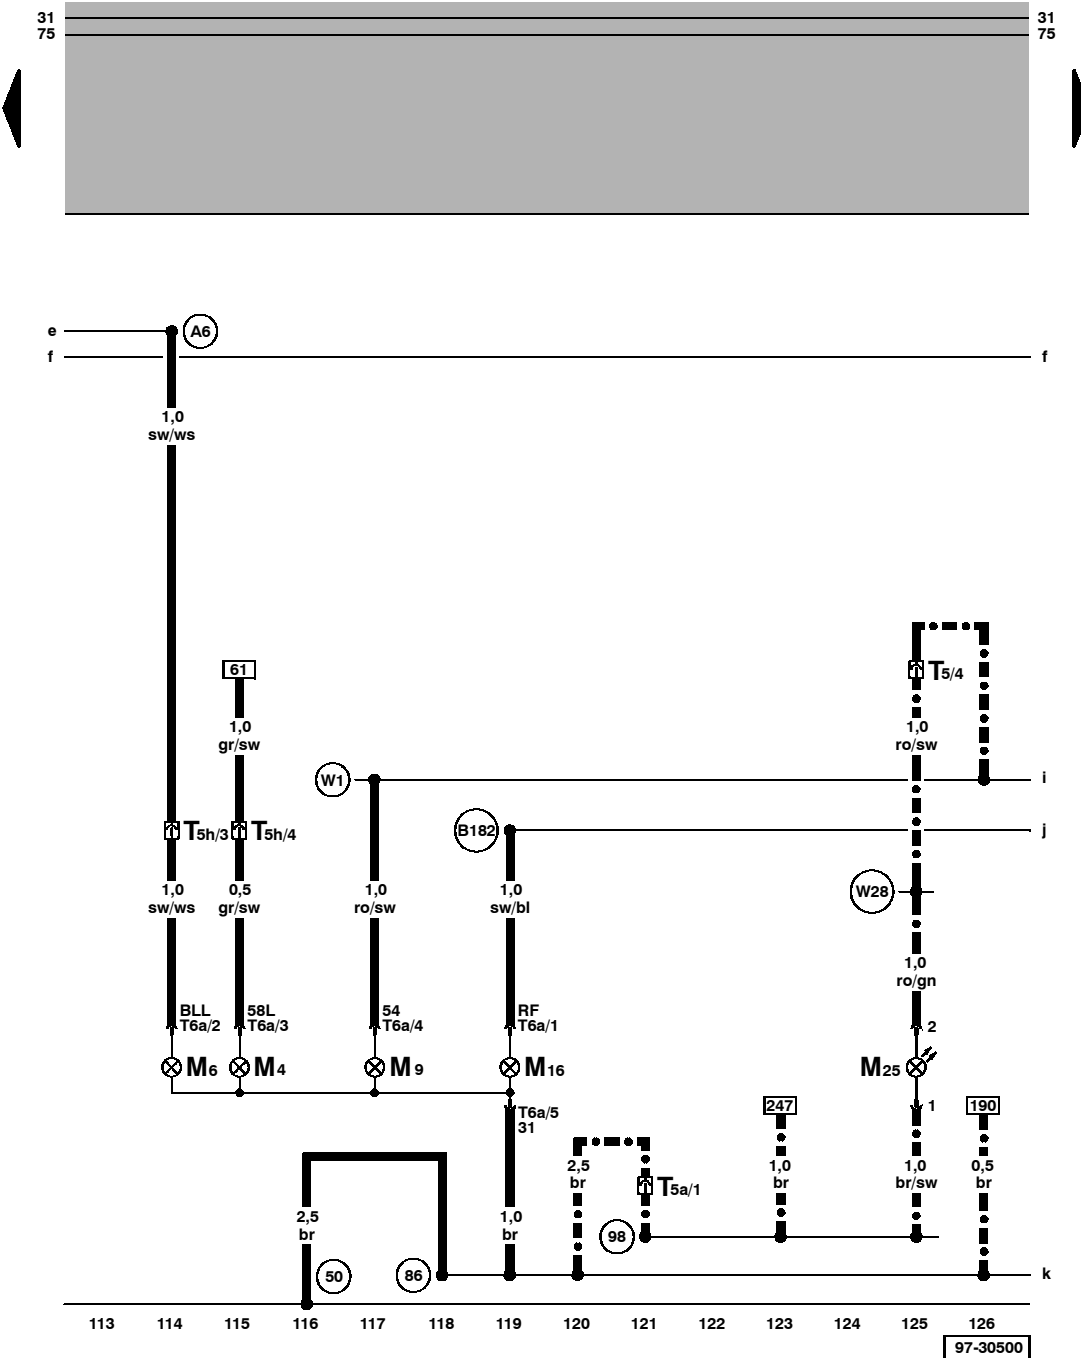 31 31
75 75
e A6
f f
1,0
sw/ws
61 T5/4
1,0 1,0
gr/sw ro/sw
W1 i
T5h/3 T5h/4 B182 j
1,0 0,5 1,0 1,0 W28
sw/ws gr/sw ro/sw sw/bl
1,0
ro/gn
BLL 58L 54 RF
T6a/2 T6a/3 T6a/4 T6a/1 2
M6 M4 M9 M16 M25
T6a/5 247 1 190
31
2,5 1,0 1,0 0,5
br br br/sw br
T5a/1
2,5 1,0
br br 98
50 86 k
113 114 115 116 117 118 119 120 121 122 123 124 125 126
97-30500